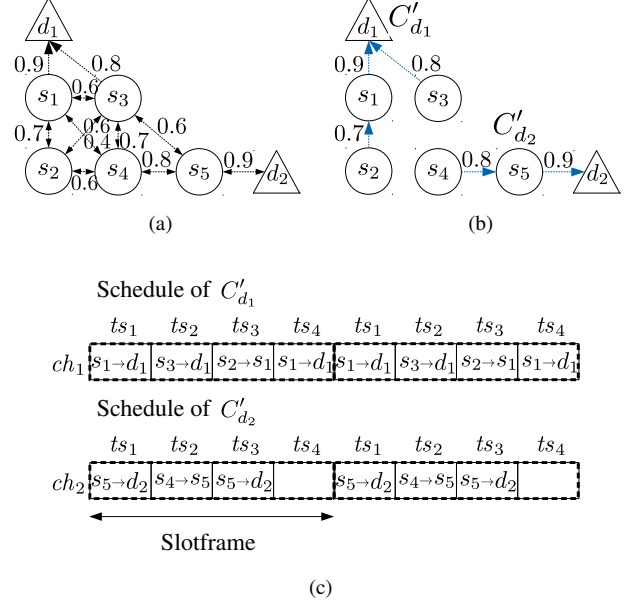 d₁ C′d₁ d₁
0.9 0.8 0.9 0.8
s₁ 0.6 s₃ s₁ s₃
0.7 0.6 0.4 0.7 0.6 0.7 C′d₂
s₂ 0.6 s₄ 0.8 s₅ 0.9 d₂ s₂ s₄ 0.8 s₅ 0.9 d₂
(a) (b)
Schedule of C′d₁
ts₁ ts₂ ts₃ ts₄ ts₁ ts₂ ts₃ ts₄
ch₁ s₁→d₁ s₃→d₁ s₂→s₁ s₁→d₁ s₁→d₁ s₃→d₁ s₂→s₁ s₁→d₁
Schedule of C′d₂
ts₁ ts₂ ts₃ ts₄ ts₁ ts₂ ts₃ ts₄
ch₂ s₅→d₂ s₄→s₅ s₅→d₂ s₅→d₂ s₄→s₅ s₅→d₂
Slotframe
(c)